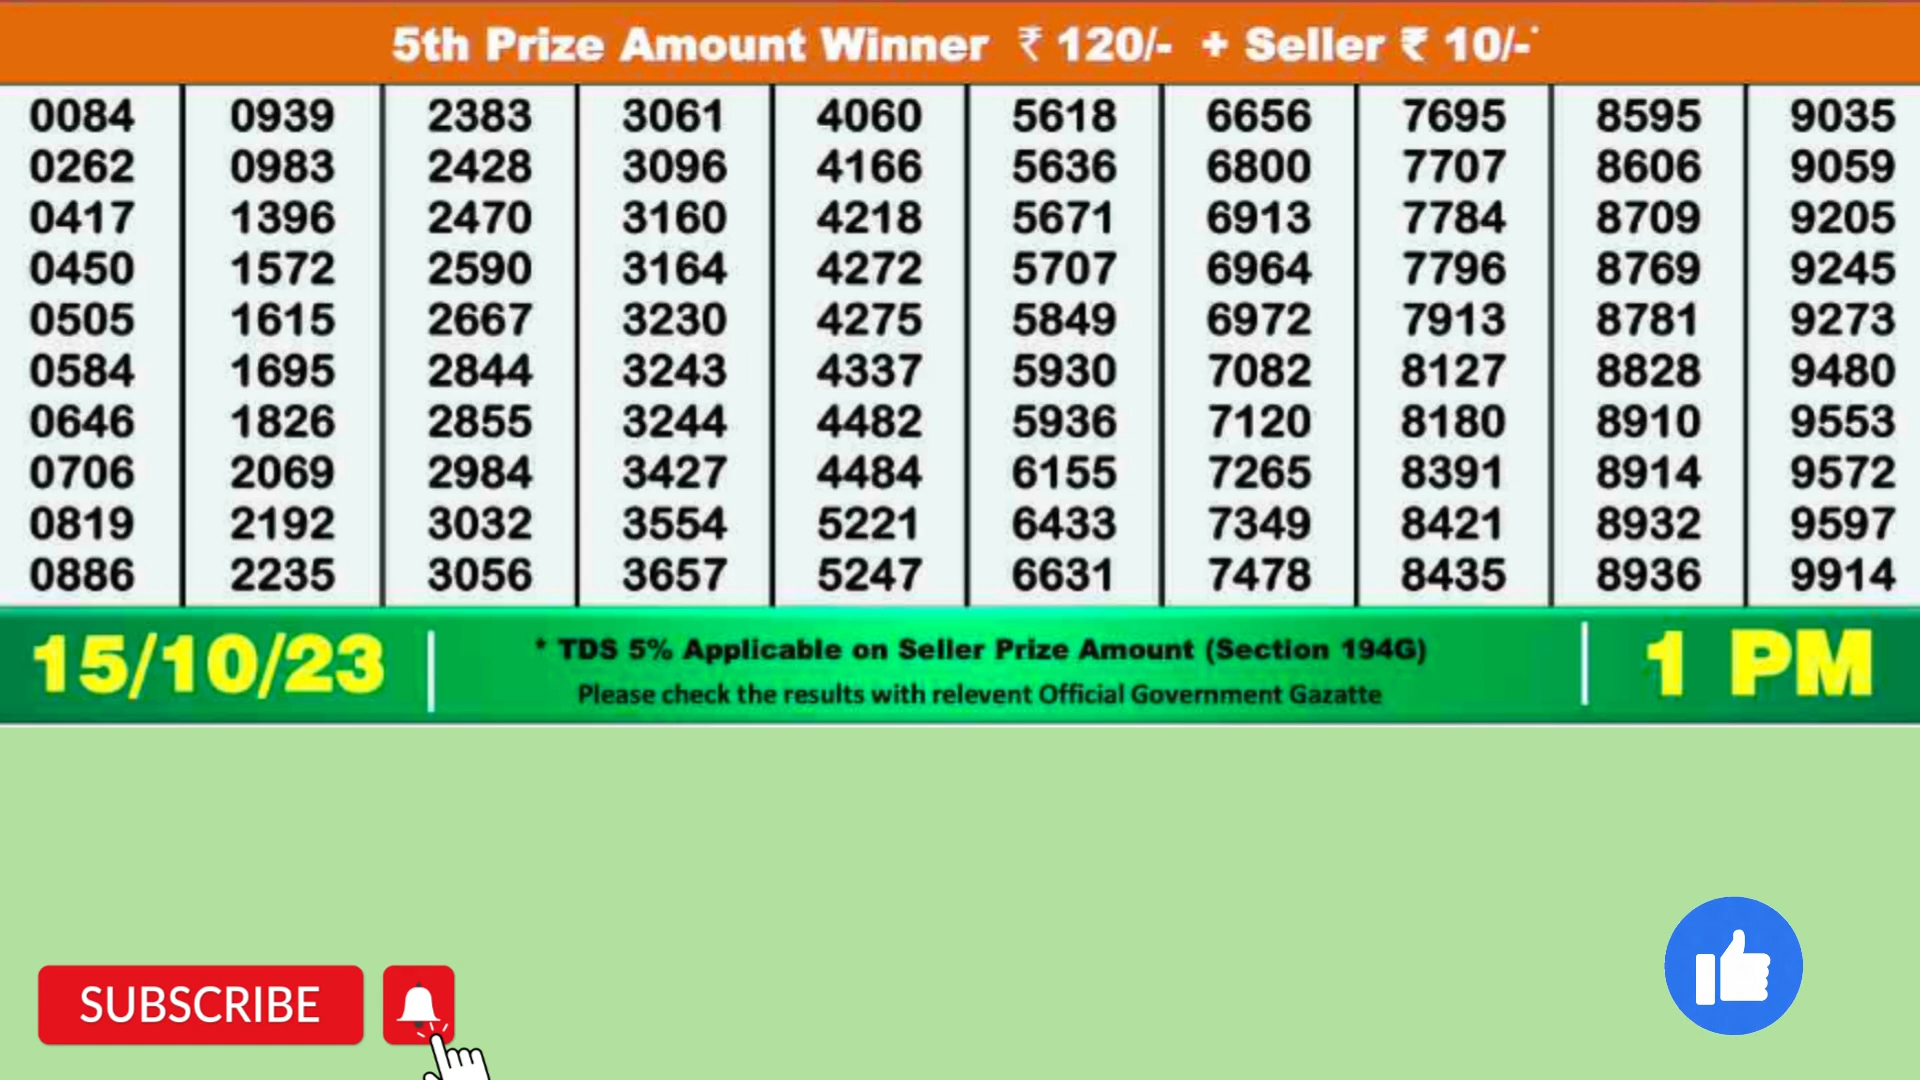 5th Prize Amount Winner ₹ 120/- + Seller ₹ 10/-*
0084 0939 2383 3061 4060 5618 6656 7695 8595 9035
0262 0983 2428 3096 4166 5636 6800 7707 8606 9059
0417 1396 2470 3160 4218 5671 6913 7784 8709 9205
0450 1572 2590 3164 4272 5707 6964 7796 8769 9245
0505 1615 2667 3230 4275 5849 6972 7913 8781 9273
0584 1695 2844 3243 4337 5930 7082 8127 8828 9480
0646 1826 2855 3244 4482 5936 7120 8180 8910 9553
0706 2069 2984 3427 4484 6155 7265 8391 8914 9572
0819 2192 3032 3554 5221 6433 7349 8421 8932 9597
0886 2235 3056 3657 5247 6631 7478 8435 8936 9914
15/10/23
* TDS 5% Applicable on Seller Prize Amount (Section 194G)
Please check the results with relevent Official Government Gazatte
1 PM
SUBSCRIBE